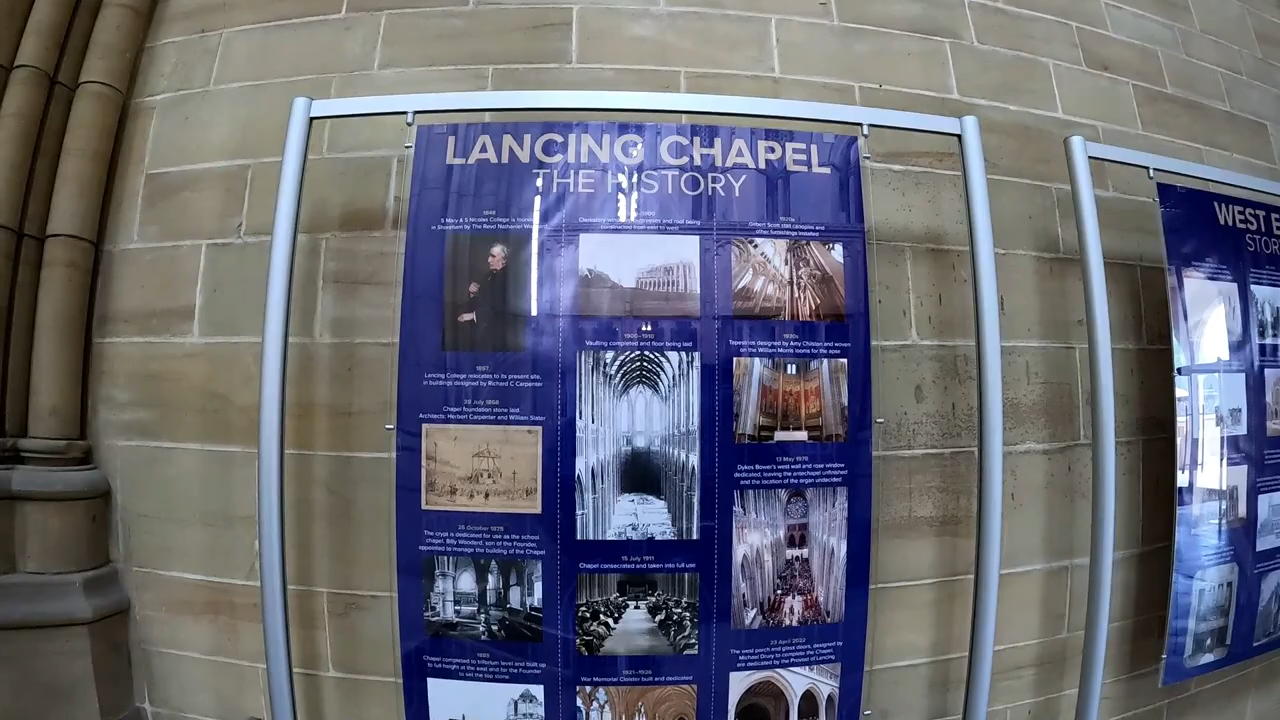 LANCING CHAPEL
THE HISTORY
1848
S Mary & S Nicolas College is founded
in Shoreham by The Revd Nathaniel Woodard
1857
Lancing College relocates to its present site,
in buildings designed by Richard C Carpenter
28 July 1868
Chapel foundation stone laid.
Architects: Herbert Carpenter and William Slater
26 October 1875
The crypt is dedicated for use as the school
chapel. Billy Woodard, son of the Founder,
appointed to manage the building of the Chapel
Chapel completed to triforium level and built up
to full height at the east end for the Founder
to set the top stone
Clerestory and roof being
constructed from east to west
1900–1910
Vaulting completed and floor being laid
15 July 1911
Chapel consecrated and taken into full use
1921–1926
War Memorial Cloister built and dedicated
1920s
Gilbert Scott stall canopies and
other furnishings installed
1930s
Tapestries designed by Amy Chilston and woven
on the William Morris looms for the apse
13 May 1978
Dykes Bower's west wall and rose window
dedicated, leaving the antechapel unfinished
and the location of the organ undecided
23 April 2022
The west porch and glass doors, designed by
Michael Drury to complete the Chapel,
are dedicated by the Provost of Lancing
WEST
STOR